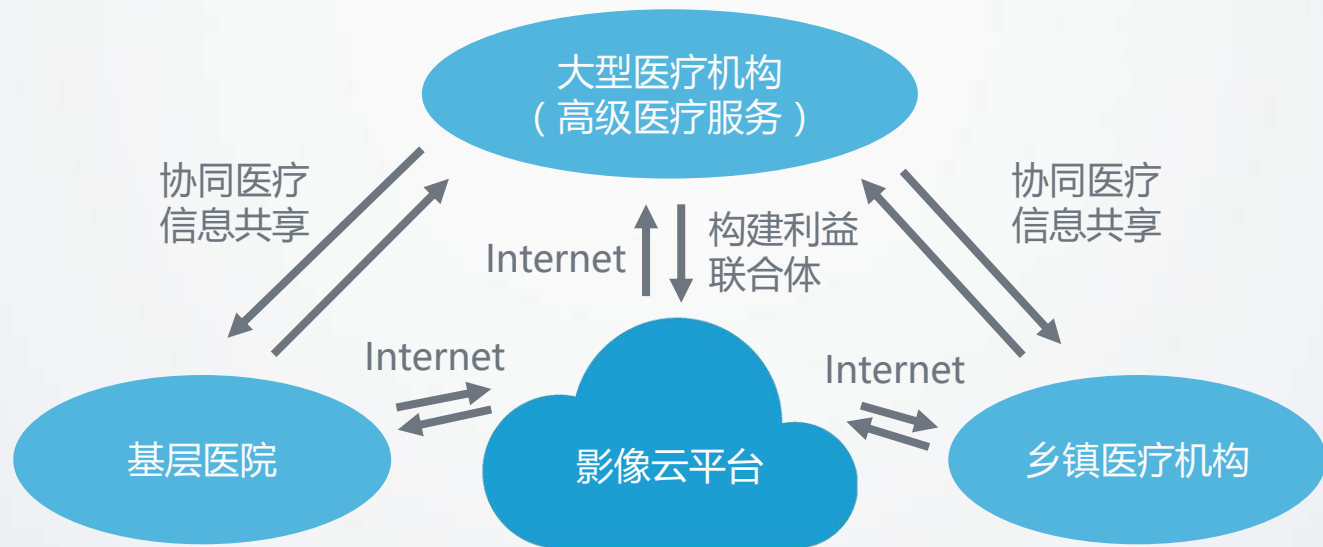 大型医疗机构
（高级医疗服务）
协同医疗
信息共享
Internet
构建利益
联合体
协同医疗
信息共享
Internet
Internet
基层医院
影像云平台
乡镇医疗机构